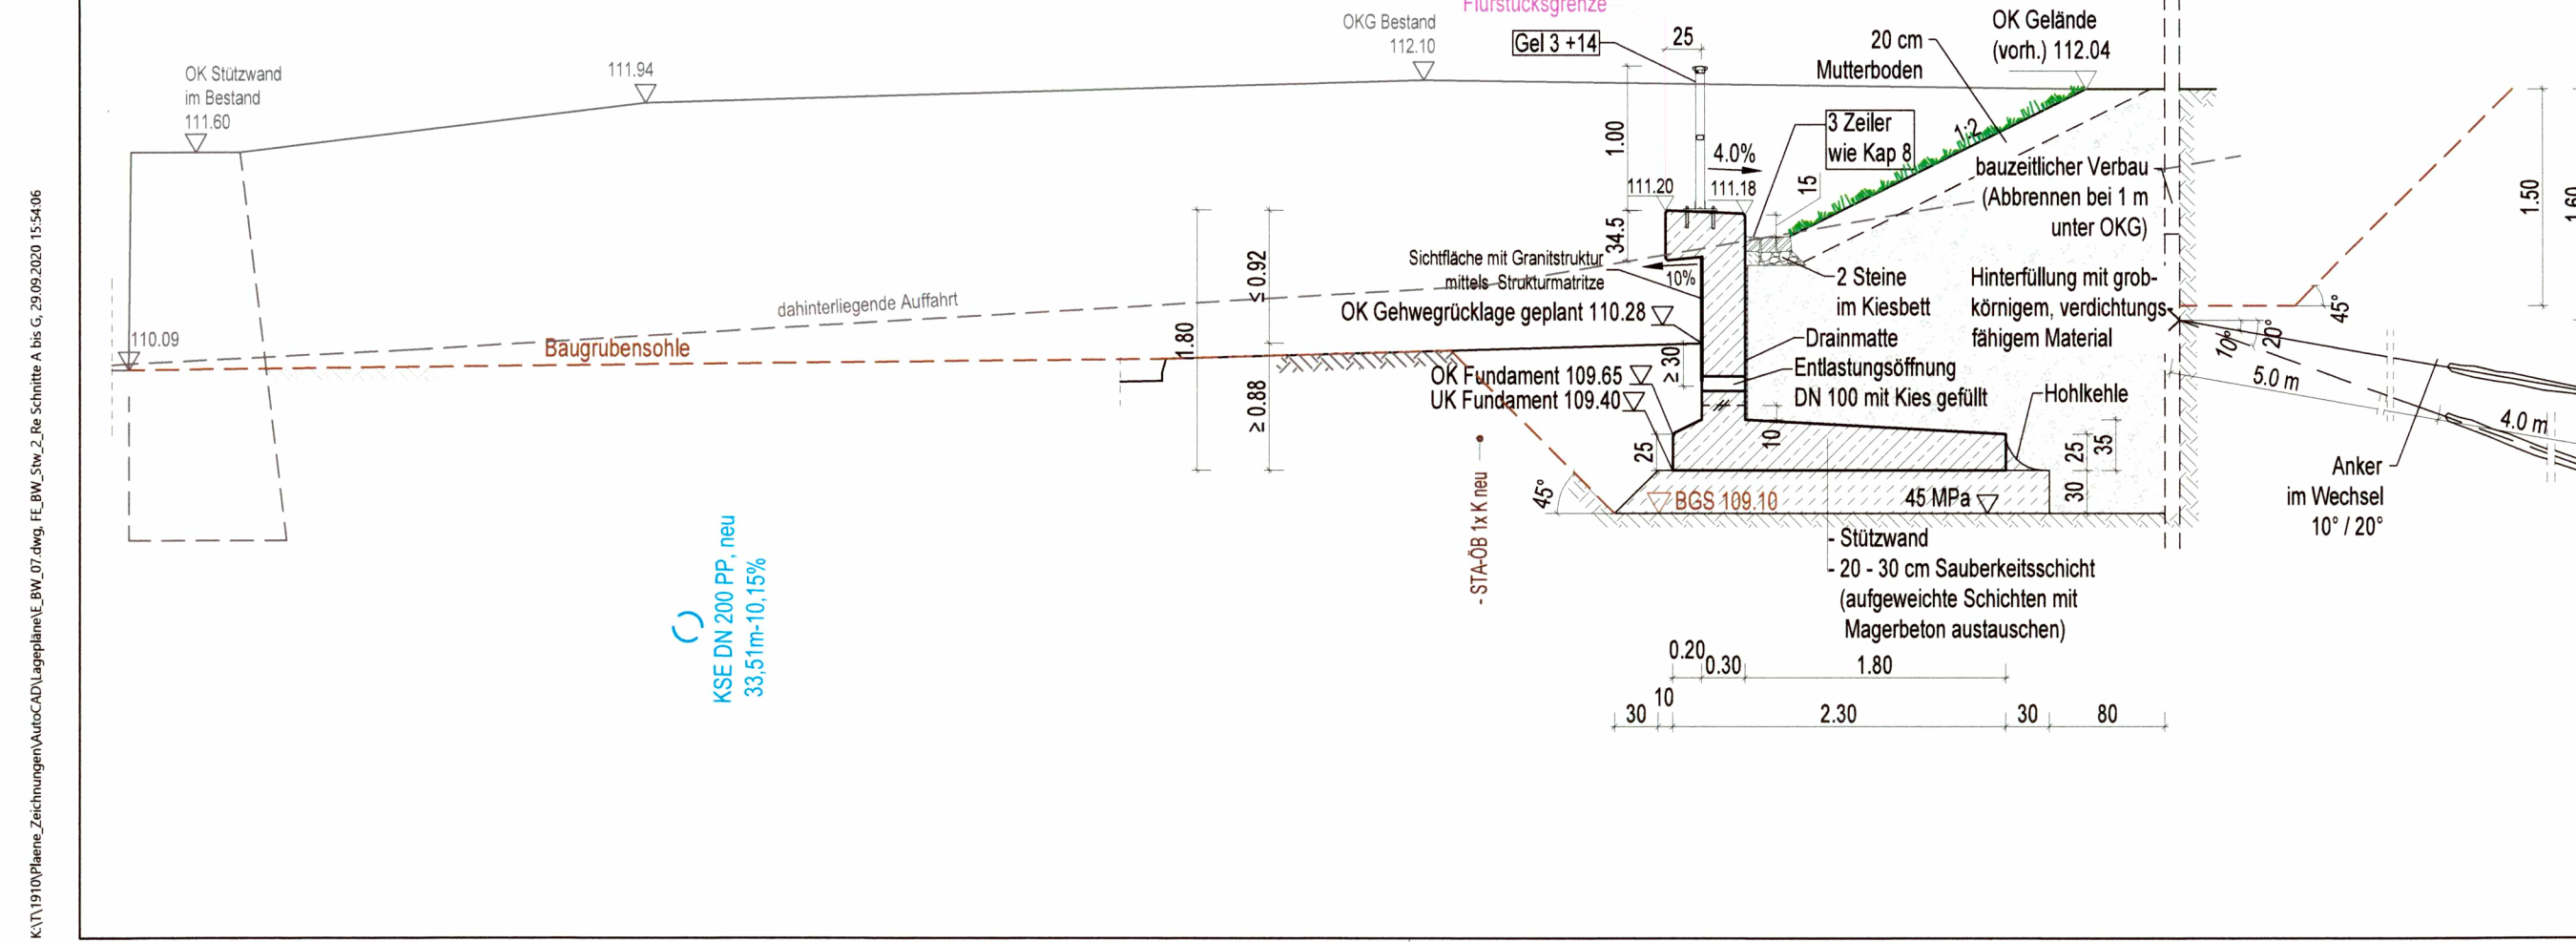 K:\T\1910\Plaene_Zeichnungen\AutoCAD\Lagepläne\E_BW_07.dwg, FE_BW_Stw_2_Re Schnitte A bis G, 29.09.2020 15:54:06
OK Stützwand
im Bestand
111.60
111.94
OKG Bestand
112.10
Flurstücksgrenze
Gel 3 +14
25
20 cm
Mutterboden
OK Gelände
(vorh.) 112.04
1.00
4.0%
3 Zeiler
wie Kap 8
1:2
15
111.20
111.18
34.5
bauzeitlicher Verbau
(Abbrennen bei 1 m
unter OKG)
1.50
1.60
Sichtfläche mit Granitstruktur
mittels Strukturmatritze
10%
2 Steine
im Kiesbett
Hinterfüllung mit grob-
körnigem, verdichtungs-
fähigem Material
45°
10°
20°
≤ 0.92
dahinterliegende Auffahrt
OK Gehwegrücklage geplant 110.28
110.09
Baugrubensohle
1.80
≥ 30
Drainmatte
Entlastungsöffnung
DN 100 mit Kies gefüllt
OK Fundament 109.65
UK Fundament 109.40
≥ 0.88
Hohlkehle
5.0 m
4.0 m
Anker
im Wechsel
10° / 20°
25
10
25
35
30
45°
BGS 109.10
45 MPa
- STA-ÖB 1x K neu
KSE DN 200 PP, neu
33,51m-10,15%
- Stützwand
- 20 - 30 cm Sauberkeitsschicht
(aufgeweichte Schichten mit
Magerbeton austauschen)
0.20
0.30
1.80
30
10
2.30
30
80